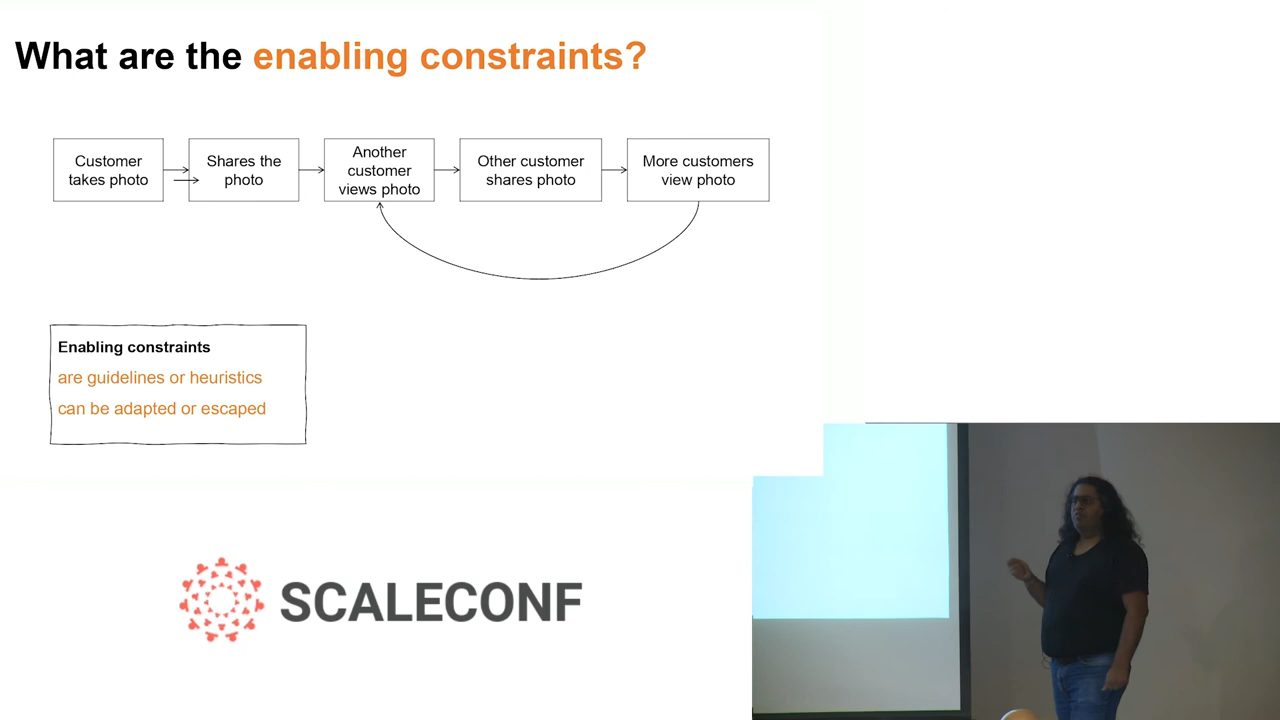 What are the enabling constraints?
Customer
takes photo
Shares the
photo
Another
customer
views photo
Other customer
shares photo
More customers
view photo
Enabling constraints
are guidelines or heuristics
can be adapted or escaped
SCALECONF